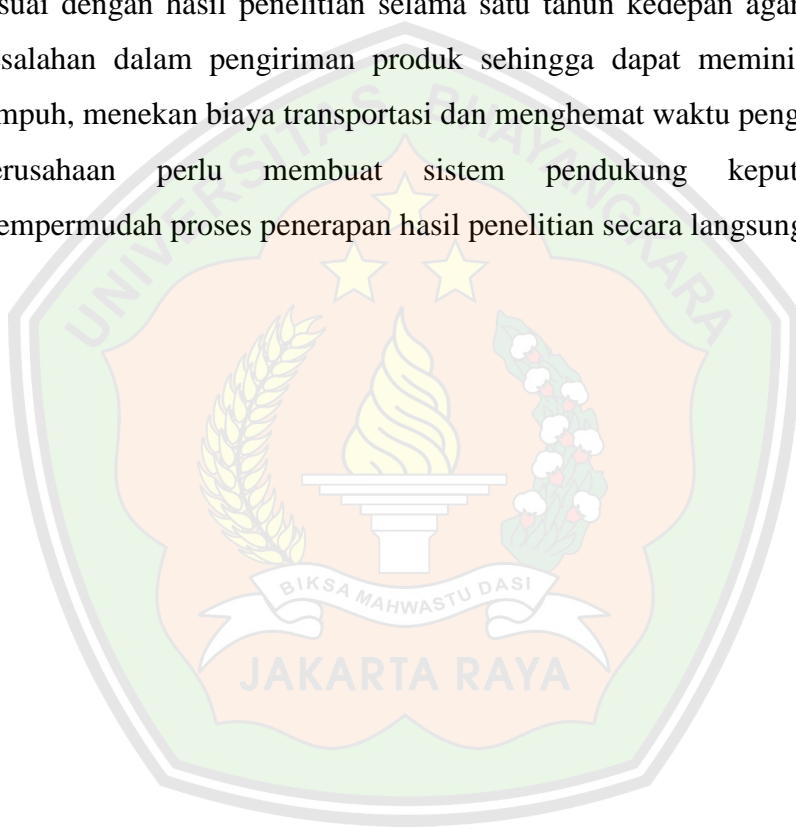 suai dengan hasil penelitian selama satu tahun kedepan agar
salahan dalam pengiriman produk sehingga dapat memini
mpuh, menekan biaya transportasi dan menghemat waktu peng
erusahaan perlu membuat sistem pendukung keput
empermudah proses penerapan hasil penelitian secara langsung
UNIVERSITAS BHAYANGKARA
BIKSA MAHWASTU DASI
JAKARTA RAYA